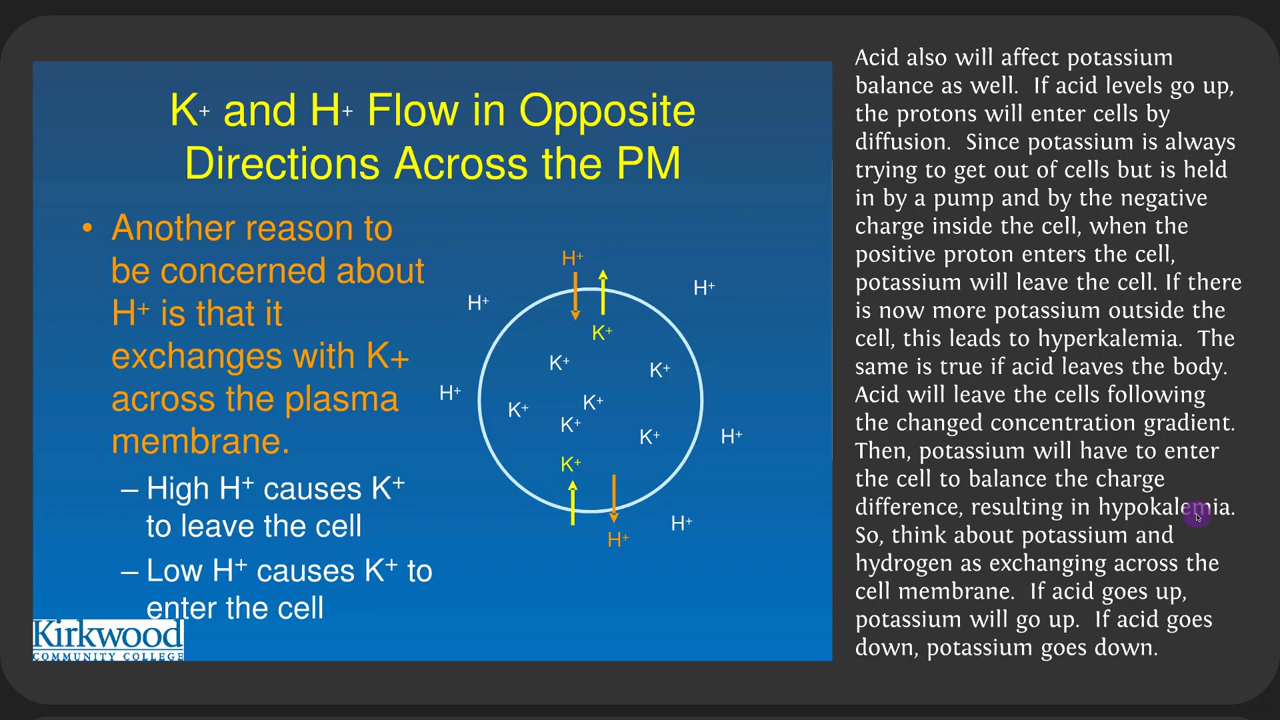 K+ and H+ Flow in Opposite
Directions Across the PM
• Another reason to
be concerned about
H+ is that it
exchanges with K+
across the plasma
membrane.
– High H+ causes K+
to leave the cell
– Low H+ causes K+ to
enter the cell
H+
H+
H+
K+
K+
K+
H+
K+
K+
K+
K+
H+
K+
H+
H+
Kirkwood
COMMUNITY COLLEGE
Acid also will affect potassium
balance as well. If acid levels go up,
the protons will enter cells by
diffusion. Since potassium is always
trying to get out of cells but is held
in by a pump and by the negative
charge inside the cell, when the
positive proton enters the cell,
potassium will leave the cell. If there
is now more potassium outside the
cell, this leads to hyperkalemia. The
same is true if acid leaves the body.
Acid will leave the cells following
the changed concentration gradient.
Then, potassium will have to enter
the cell to balance the charge
difference, resulting in hypokalemia.
So, think about potassium and
hydrogen as exchanging across the
cell membrane. If acid goes up,
potassium will go up. If acid goes
down, potassium goes down.